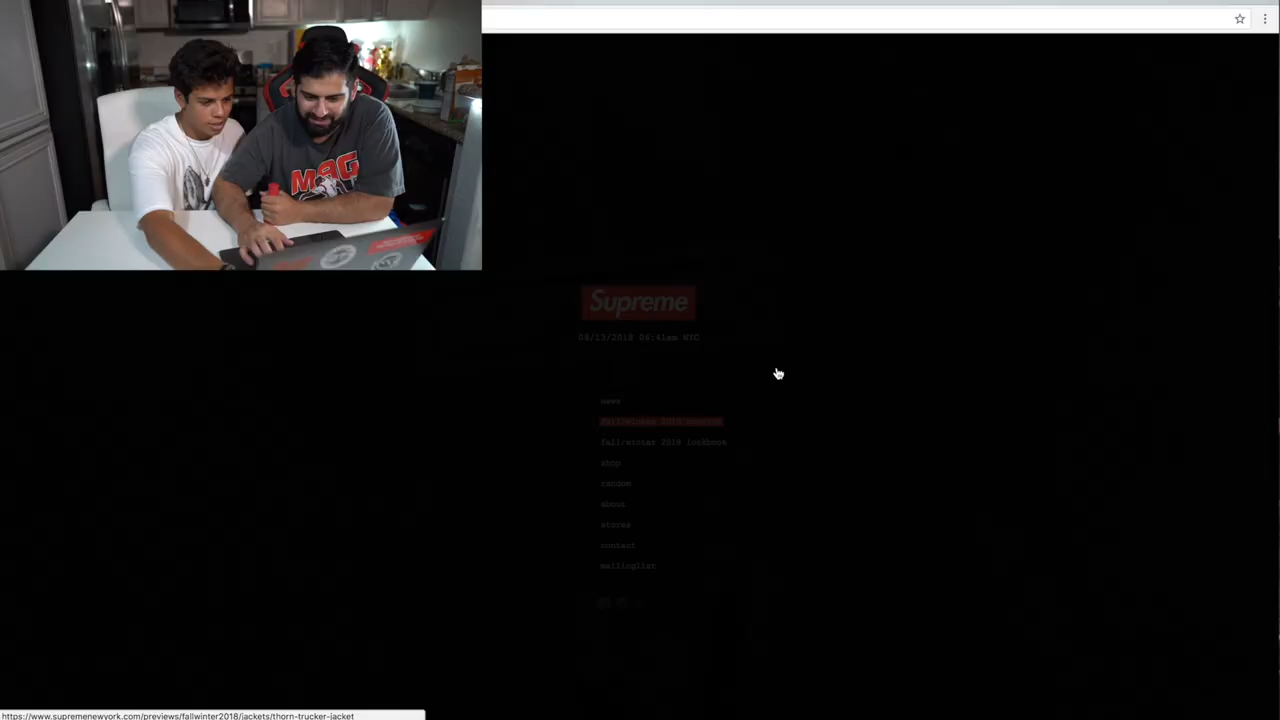 MAG
Supreme
08/13/2018 06:41am NYC
news
fall/winter 2018 preview
fall/winter 2018 lookbook
shop
random
about
stores
contact
mailinglist
https://www.supremenewyork.com/previews/fallwinter2018/jackets/thorn-trucker-jacket